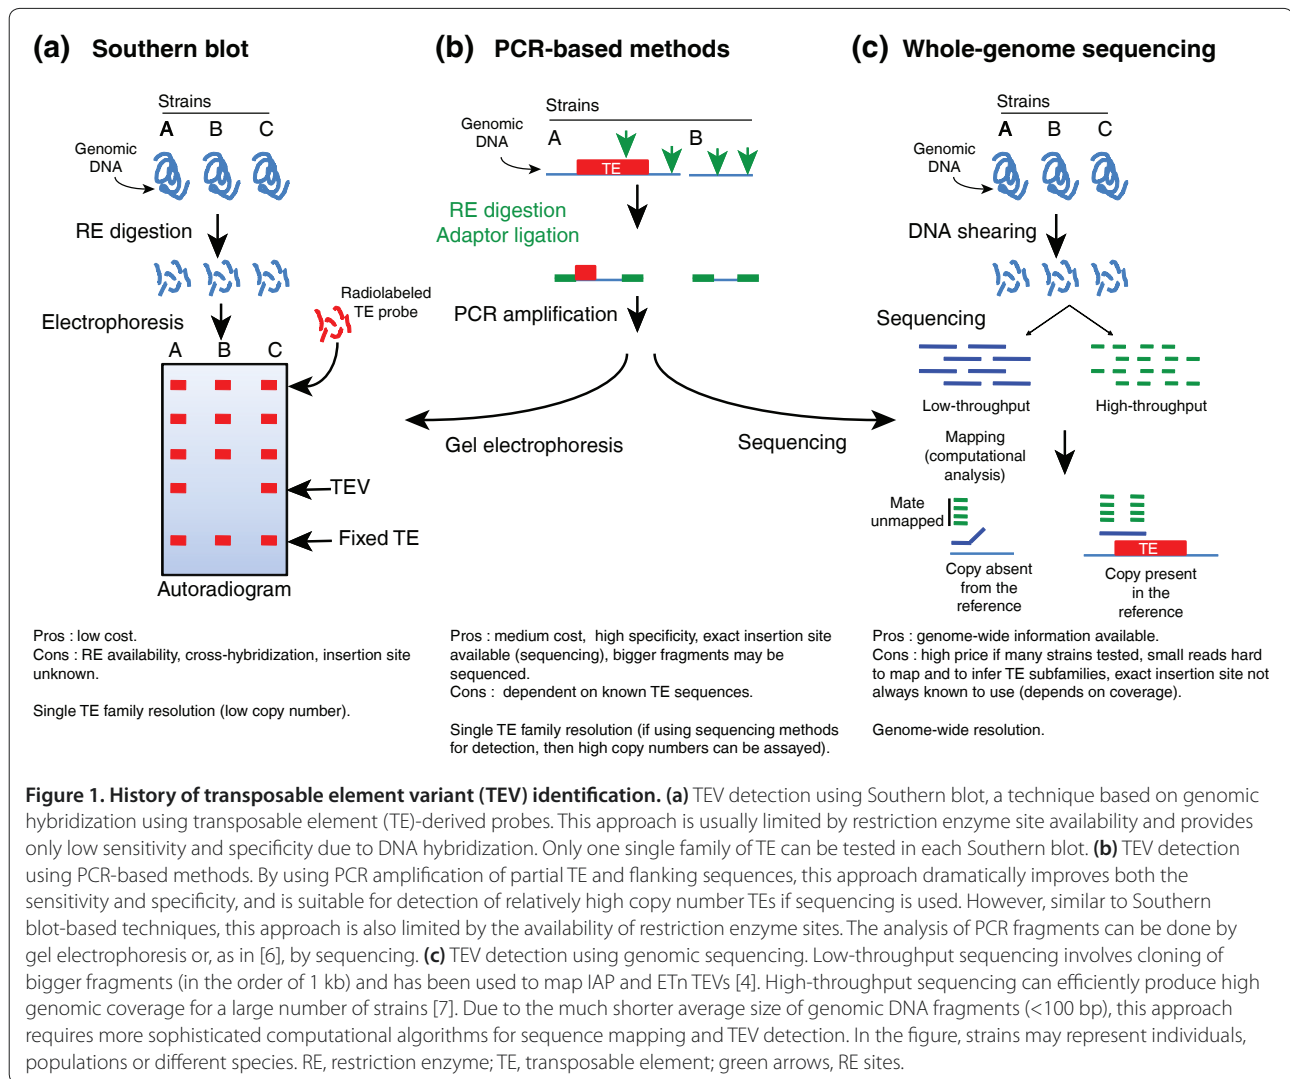 (a) Southern blot
Strains
A B C
Genomic
DNA
RE digestion
Electrophoresis
Radiolabeled
TE probe
A B C
TEV
Fixed TE
Autoradiogram
Pros : low cost.
Cons : RE availability, cross-hybridization, insertion site
unknown.
Single TE family resolution (low copy number).
(b) PCR-based methods
Strains
A B
Genomic
DNA
TE
RE digestion
Adaptor ligation
PCR amplification
Gel electrophoresis
Sequencing
Pros : medium cost, high specificity, exact insertion site
available (sequencing), bigger fragments may be
sequenced.
Cons : dependent on known TE sequences.
Single TE family resolution (if using sequencing methods
for detection, then high copy numbers can be assayed).
(c) Whole-genome sequencing
Strains
A B C
Genomic
DNA
DNA shearing
Sequencing
Low-throughput
High-throughput
Mapping
(computational
analysis)
Mate
unmapped
TE
Copy absent
from the
reference
Copy present
in the
reference
Pros : genome-wide information available.
Cons : high price if many strains tested, small reads hard
to map and to infer TE subfamilies, exact insertion site not
always known to use (depends on coverage).
Genome-wide resolution.
Figure 1. History of transposable element variant (TEV) identification. (a) TEV detection using Southern blot, a technique based on genomic
hybridization using transposable element (TE)-derived probes. This approach is usually limited by restriction enzyme site availability and provides
only low sensitivity and specificity due to DNA hybridization. Only one single family of TE can be tested in each Southern blot. (b) TEV detection
using PCR-based methods. By using PCR amplification of partial TE and flanking sequences, this approach dramatically improves both the
sensitivity and specificity, and is suitable for detection of relatively high copy number TEs if sequencing is used. However, similar to Southern
blot-based techniques, this approach is also limited by the availability of restriction enzyme sites. The analysis of PCR fragments can be done by
gel electrophoresis or, as in [6], by sequencing. (c) TEV detection using genomic sequencing. Low-throughput sequencing involves cloning of
bigger fragments (in the order of 1 kb) and has been used to map IAP and ETn TEVs [4]. High-throughput sequencing can efficiently produce high
genomic coverage for a large number of strains [7]. Due to the much shorter average size of genomic DNA fragments (<100 bp), this approach
requires more sophisticated computational algorithms for sequence mapping and TEV detection. In the figure, strains may represent individuals,
populations or different species. RE, restriction enzyme; TE, transposable element; green arrows, RE sites.